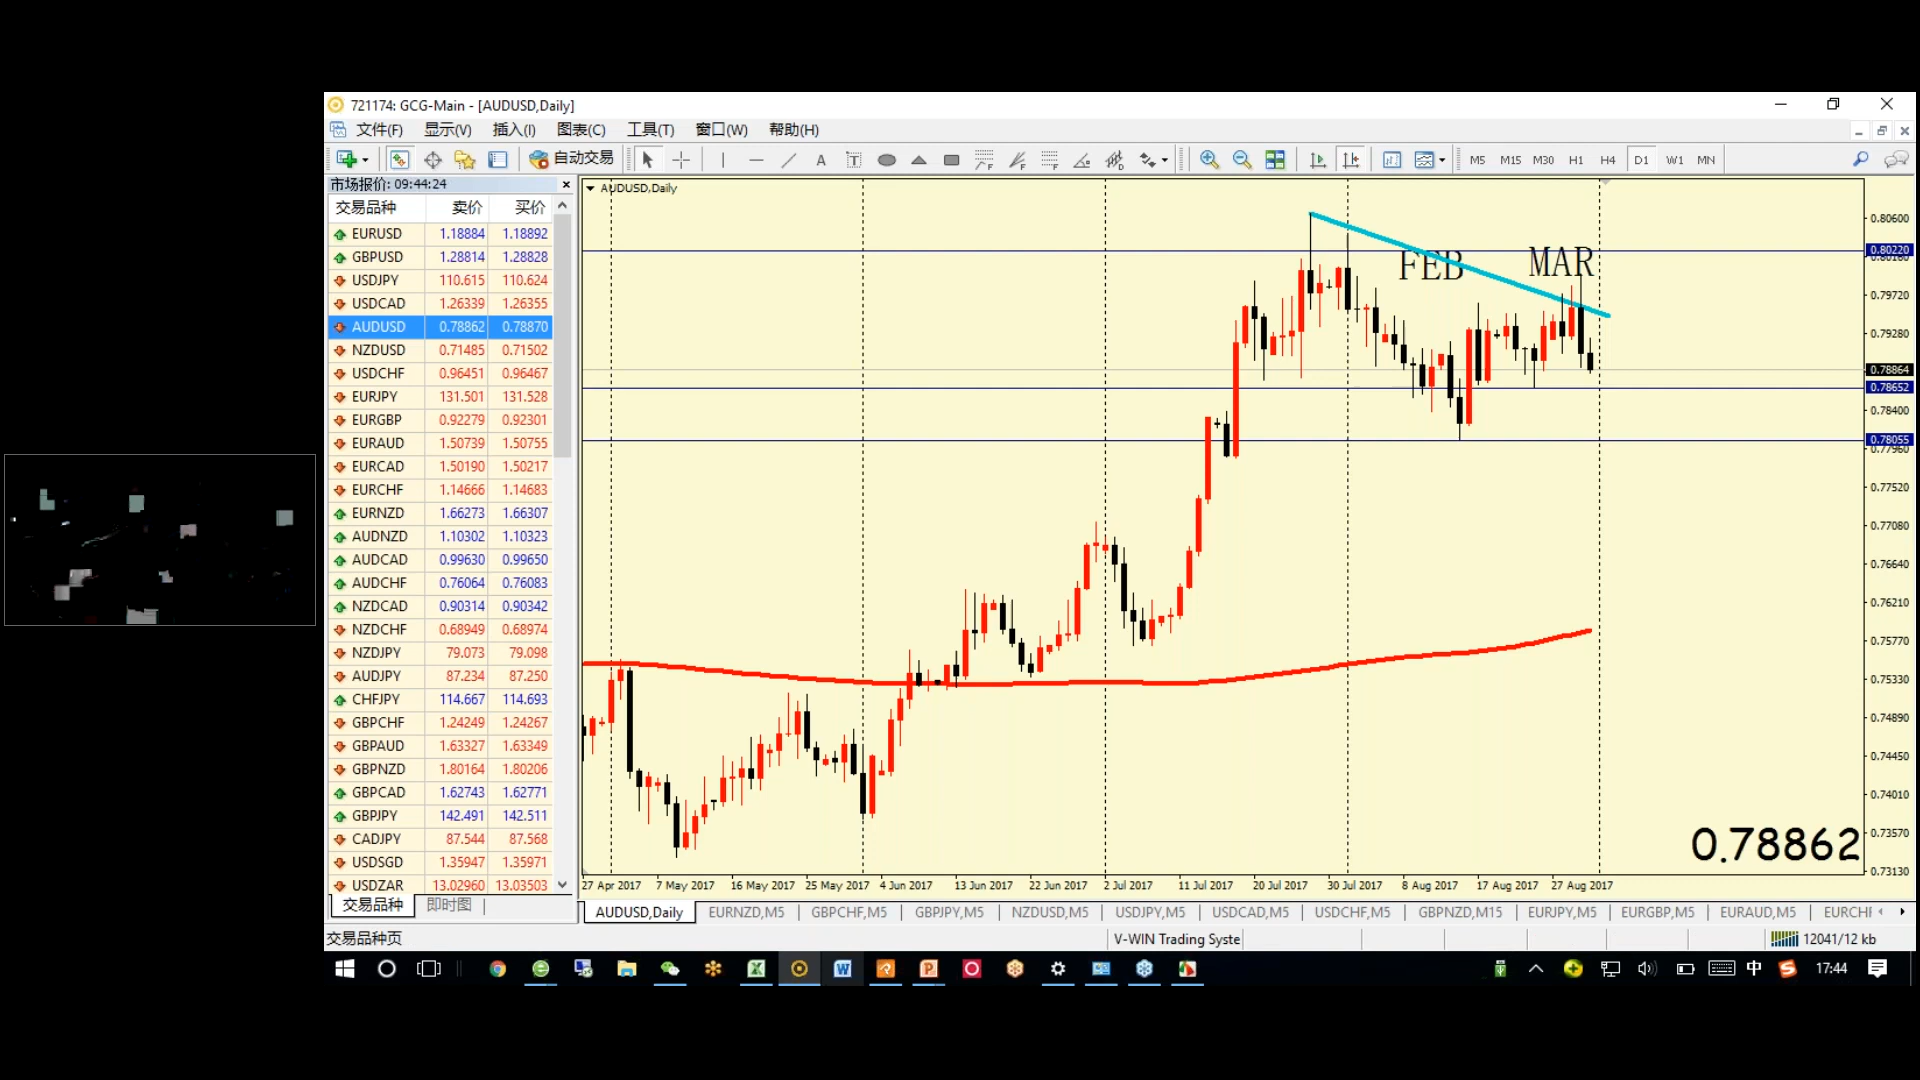 721174: GCG-Main - [AUDUSD,Daily]
文件(F) 显示(V) 插入(I) 图表(C) 工具(T) 窗口(W) 帮助(H)
自动交易 A T M5 M15 M30 H1 H4 D1 W1 MN
市场报价: 09:44:24
交易品种 卖价 买价
EURUSD 1.18884 1.18892
GBPUSD 1.28814 1.28828
USDJPY 110.615 110.624
USDCAD 1.26339 1.26355
AUDUSD 0.78862 0.78870
NZDUSD 0.71485 0.71502
USDCHF 0.96451 0.96467
EURJPY 131.501 131.528
EURGBP 0.92279 0.92301
EURAUD 1.50739 1.50755
EURCAD 1.50190 1.50217
EURCHF 1.14666 1.14683
EURNZD 1.66273 1.66307
AUDNZD 1.10302 1.10323
AUDCAD 0.99630 0.99650
AUDCHF 0.76064 0.76083
NZDCAD 0.90314 0.90342
NZDCHF 0.68949 0.68974
NZDJPY 79.073 79.098
AUDJPY 87.234 87.250
CHFJPY 114.667 114.693
GBPCHF 1.24249 1.24267
GBPAUD 1.63327 1.63349
GBPNZD 1.80164 1.80206
GBPCAD 1.62743 1.62771
GBPJPY 142.491 142.511
CADJPY 87.544 87.568
USDSGD 1.35947 1.35971
USDZAR 13.02960 13.03503
交易品种 即时图
AUDUSD,Daily
FEB MAR
0.80600
0.80220
0.79720
0.79280
0.78864
0.78652
0.78400
0.78055
0.77960
0.77520
0.77080
0.76640
0.76210
0.75770
0.75330
0.74890
0.74450
0.74010
0.73570
0.73130
0.78862
27 Apr 2017 7 May 2017 16 May 2017 25 May 2017 4 Jun 2017 13 Jun 2017 22 Jun 2017 2 Jul 2017 11 Jul 2017 20 Jul 2017 30 Jul 2017 8 Aug 2017 17 Aug 2017 27 Aug 2017
AUDUSD,Daily EURNZD,M5 GBPCHF,M5 GBPJPY,M5 NZDUSD,M5 USDJPY,M5 USDCAD,M5 USDCHF,M5 GBPNZD,M15 EURJPY,M5 EURGBP,M5 EURAUD,M5 EURCHF
交易品种页 V-WIN Trading Syste 12041/12 kb
中 17:44